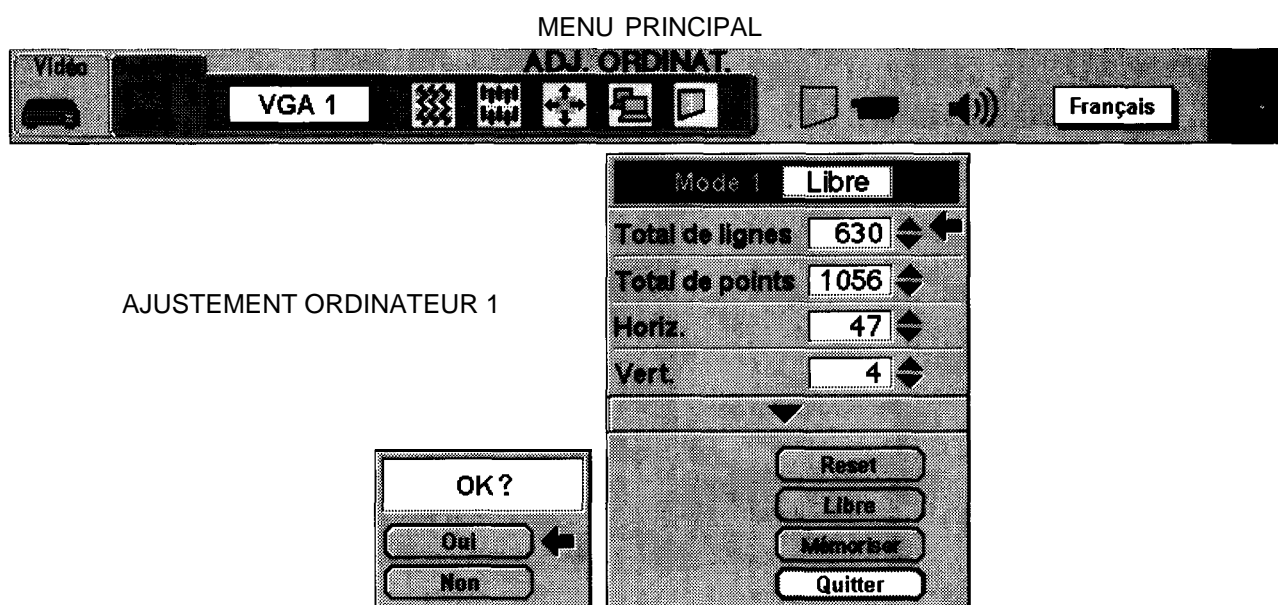 MENU PRINCIPAL
Vidéo
ADJ. ORDINAT.
VGA 1
Français
Mode 1 Libre
Total de lignes 630
Total de points 1056
Horiz. 47
Vert. 4
AJUSTEMENT ORDINATEUR 1
Reset
Libre
Mémoriser
Quitter
OK?
Oui
Non